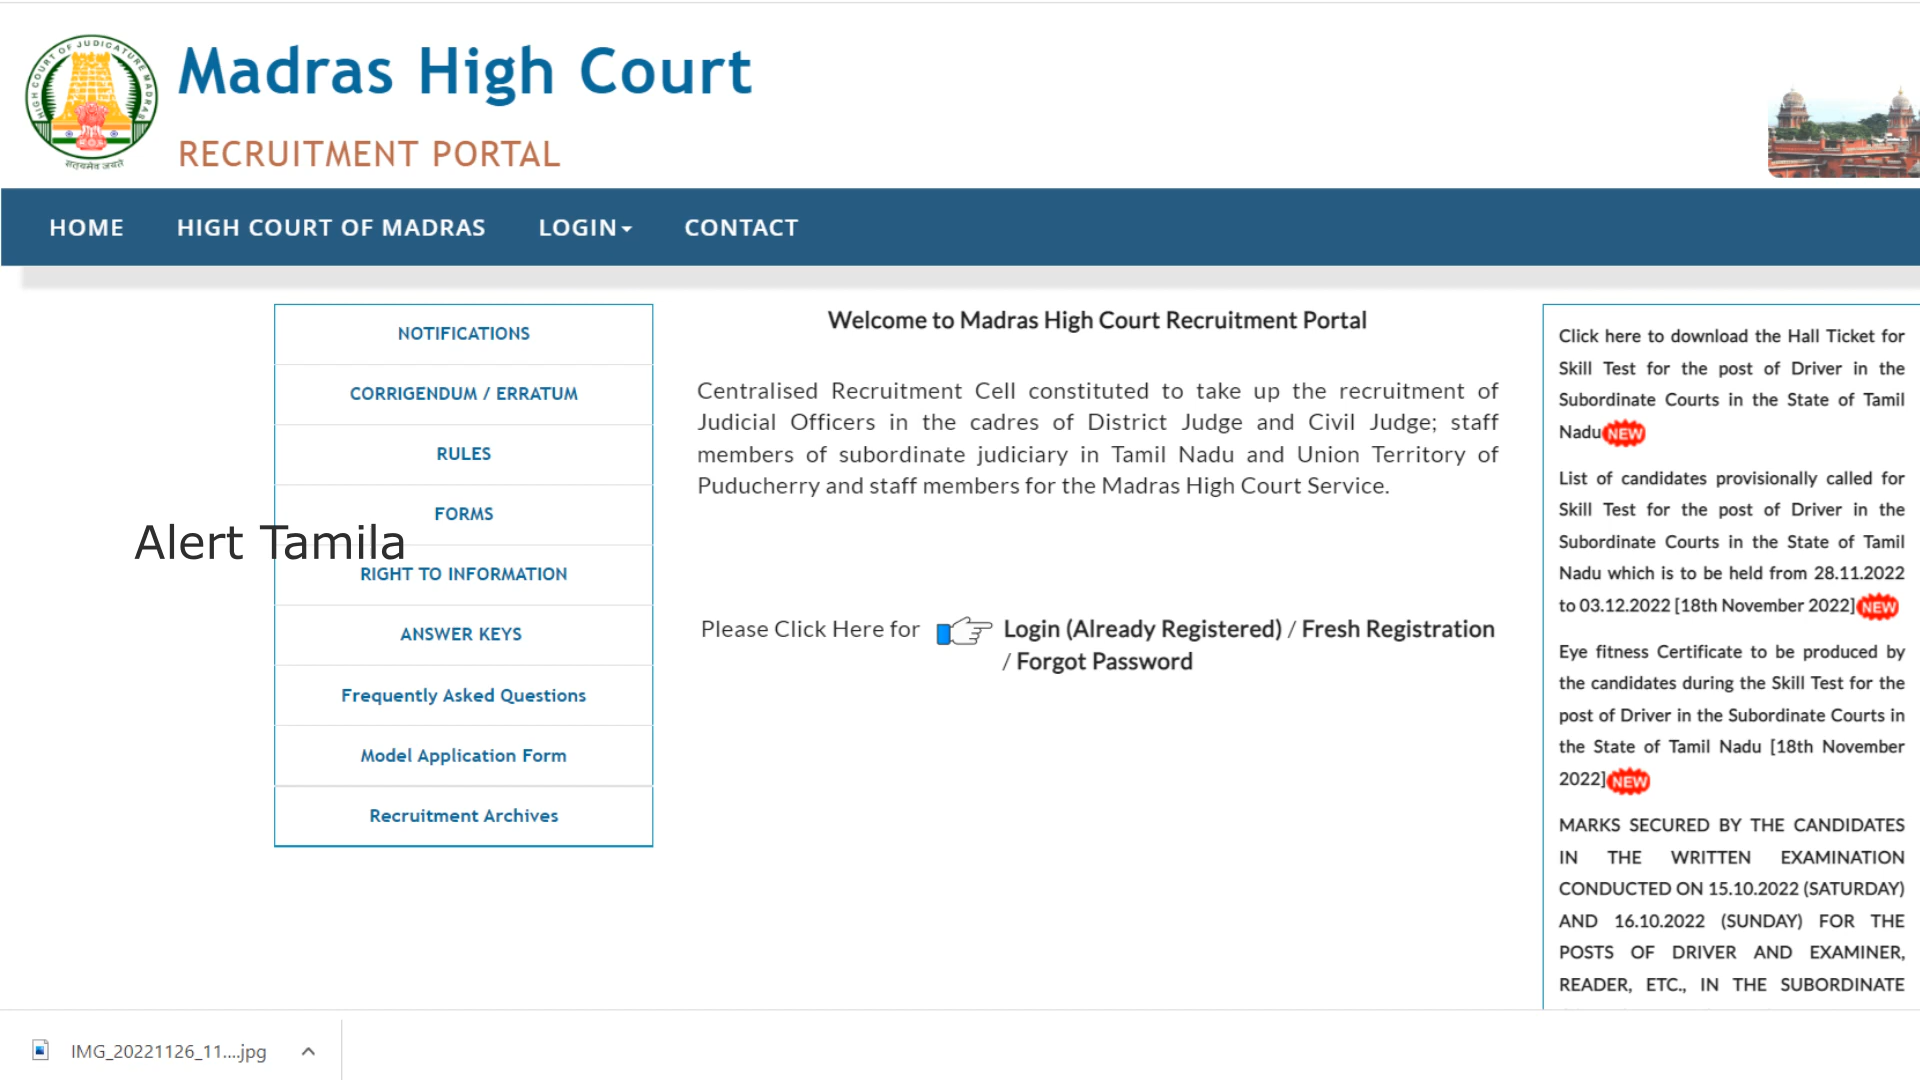 HIGH COURT OF JUDICATURE MADRAS
सत्यमेव जयते
Madras High Court
RECRUITMENT PORTAL
HOME
HIGH COURT OF MADRAS
LOGIN
CONTACT
NOTIFICATIONS
CORRIGENDUM / ERRATUM
RULES
FORMS
Alert Tamila
RIGHT TO INFORMATION
ANSWER KEYS
Frequently Asked Questions
Model Application Form
Recruitment Archives
Welcome to Madras High Court Recruitment Portal
Centralised Recruitment Cell constituted to take up the recruitment of
Judicial Officers in the cadres of District Judge and Civil Judge; staff
members of subordinate judiciary in Tamil Nadu and Union Territory of
Puducherry and staff members for the Madras High Court Service.
Please Click Here for
Login (Already Registered) / Fresh Registration
/ Forgot Password
Click here to download the Hall Ticket for
Skill Test for the post of Driver in the
Subordinate Courts in the State of Tamil
Nadu NEW
List of candidates provisionally called for
Skill Test for the post of Driver in the
Subordinate Courts in the State of Tamil
Nadu which is to be held from 28.11.2022
to 03.12.2022 [18th November 2022] NEW
Eye fitness Certificate to be produced by
the candidates during the Skill Test for the
post of Driver in the Subordinate Courts in
the State of Tamil Nadu [18th November
2022] NEW
MARKS SECURED BY THE CANDIDATES
IN THE WRITTEN EXAMINATION
CONDUCTED ON 15.10.2022 (SATURDAY)
AND 16.10.2022 (SUNDAY) FOR THE
POSTS OF DRIVER AND EXAMINER,
READER, ETC., IN THE SUBORDINATE
IMG_20221126_11....jpg